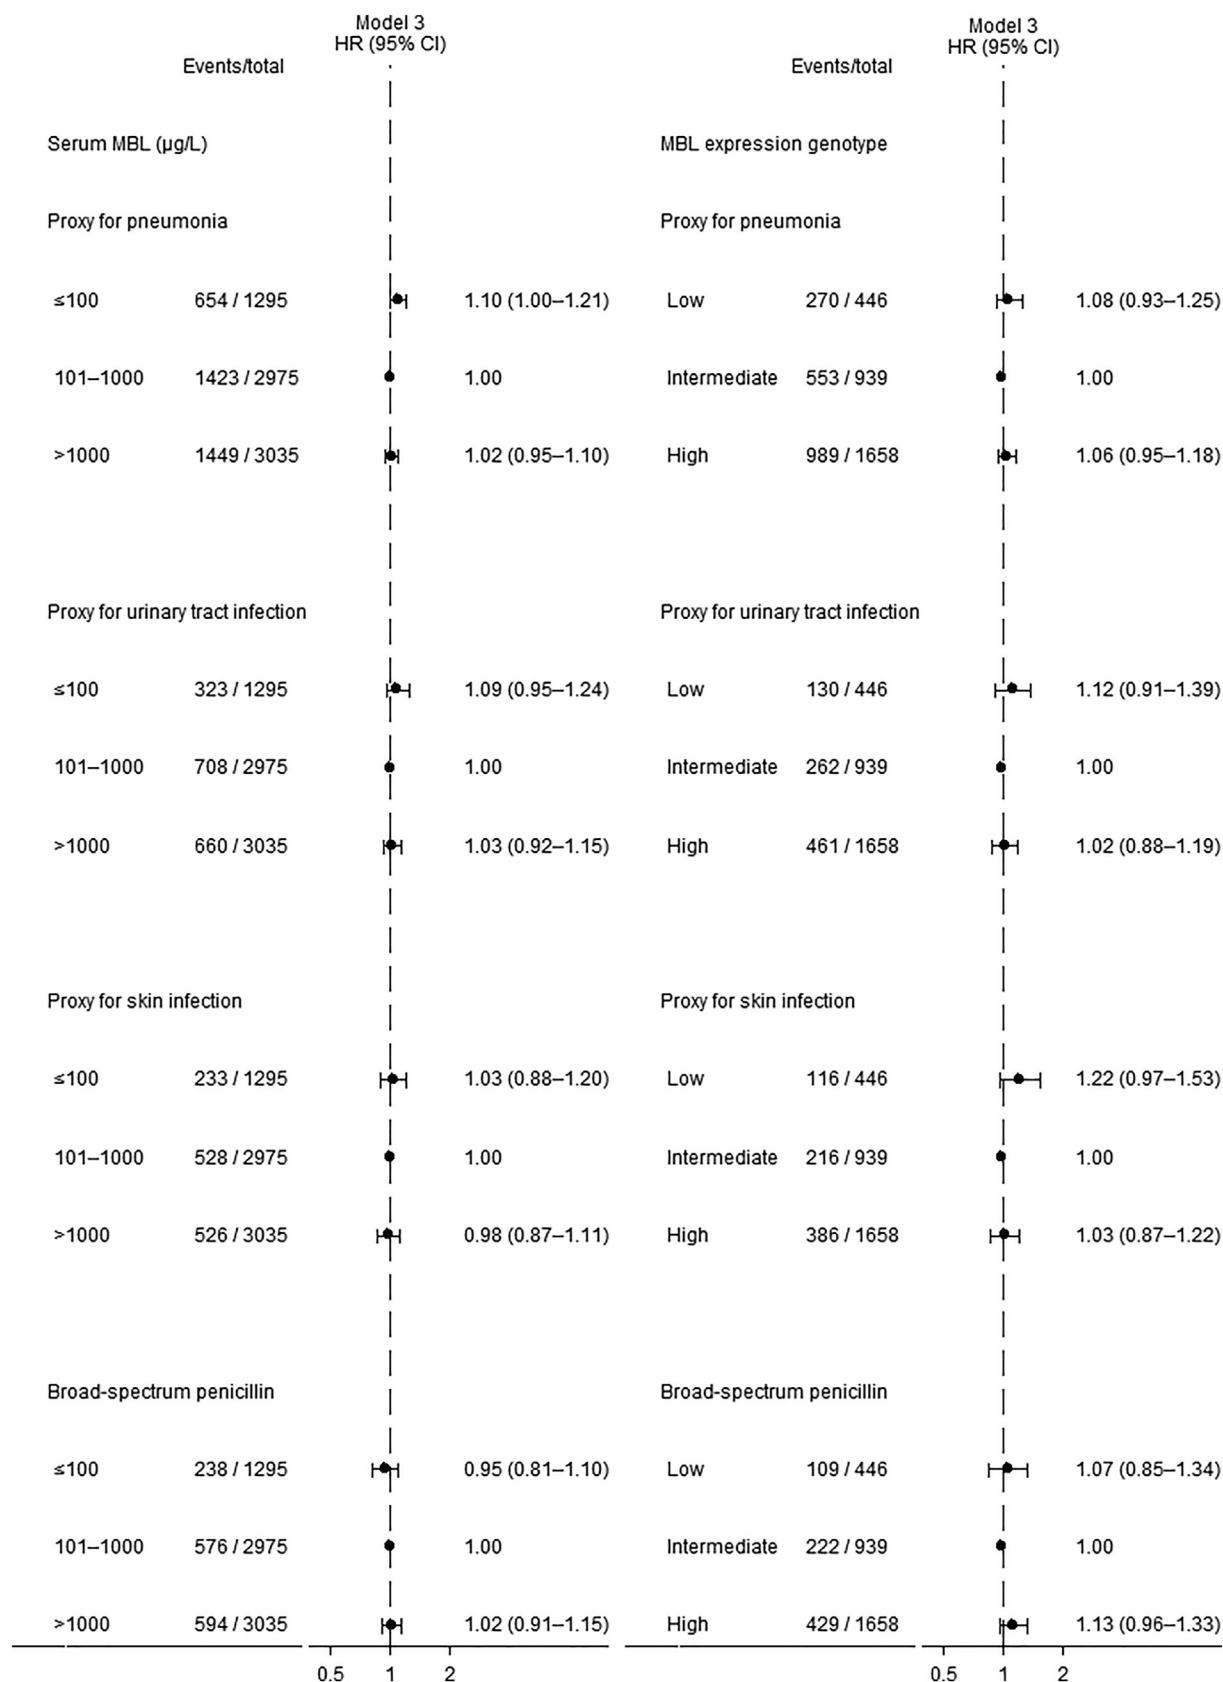 Model 3
HR (95% CI)
Events/total
Serum MBL (µg/L)
Proxy for pneumonia
≤100 654 / 1295 1.10 (1.00–1.21)
101–1000 1423 / 2975 1.00
>1000 1449 / 3035 1.02 (0.95–1.10)
Proxy for urinary tract infection
≤100 323 / 1295 1.09 (0.95–1.24)
101–1000 708 / 2975 1.00
>1000 660 / 3035 1.03 (0.92–1.15)
Proxy for skin infection
≤100 233 / 1295 1.03 (0.88–1.20)
101–1000 528 / 2975 1.00
>1000 526 / 3035 0.98 (0.87–1.11)
Broad-spectrum penicillin
≤100 238 / 1295 0.95 (0.81–1.10)
101–1000 576 / 2975 1.00
>1000 594 / 3035 1.02 (0.91–1.15)
0.5 1 2
Model 3
HR (95% CI)
Events/total
MBL expression genotype
Proxy for pneumonia
Low 270 / 446 1.08 (0.93–1.25)
Intermediate 553 / 939 1.00
High 989 / 1658 1.06 (0.95–1.18)
Proxy for urinary tract infection
Low 130 / 446 1.12 (0.91–1.39)
Intermediate 262 / 939 1.00
High 461 / 1658 1.02 (0.88–1.19)
Proxy for skin infection
Low 116 / 446 1.22 (0.97–1.53)
Intermediate 216 / 939 1.00
High 386 / 1658 1.03 (0.87–1.22)
Broad-spectrum penicillin
Low 109 / 446 1.07 (0.85–1.34)
Intermediate 222 / 939 1.00
High 429 / 1658 1.13 (0.96–1.33)
0.5 1 2